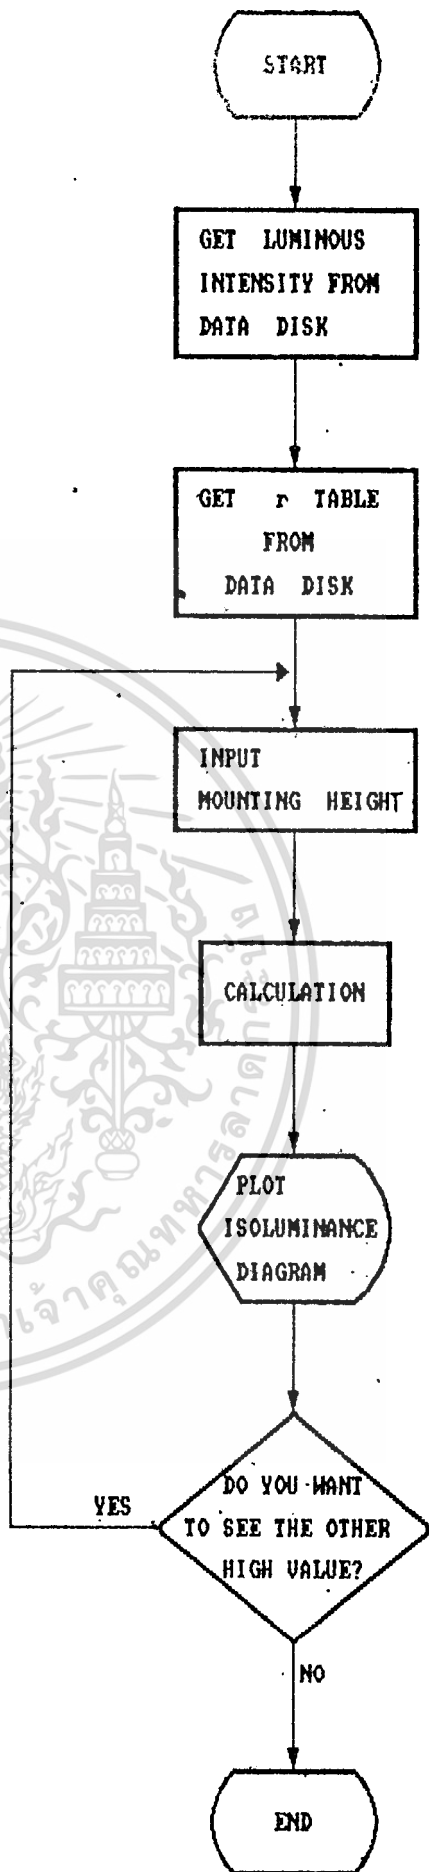 START
GET LUMINOUS
INTENSITY FROM
DATA DISK
GET r TABLE
FROM
DATA DISK
INPUT
MOUNTING HEIGHT
CALCULATION
PLOT
ISOLUMINANCE
DIAGRAM
DO YOU WANT
TO SEE THE OTHER
HIGH VALUE?
YES
NO
END